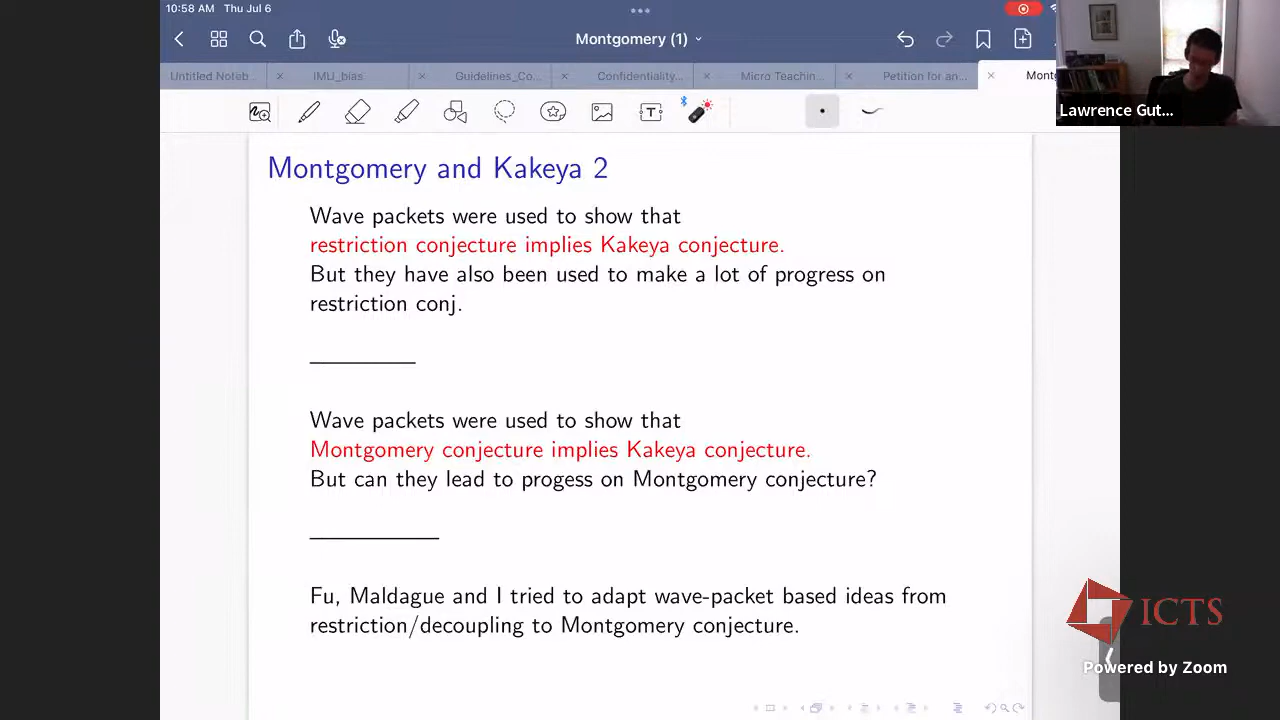 10:58 AM Thu Jul 6
Montgomery (1)
Untitled Noteb...
IMU_bias
Guidelines_Co...
Confidentiality...
Micro Teachin...
Petition for an...
Mont
Lawrence Gut...
Montgomery and Kakeya 2
Wave packets were used to show that
restriction conjecture implies Kakeya conjecture.
But they have also been used to make a lot of progress on
restriction conj.
Wave packets were used to show that
Montgomery conjecture implies Kakeya conjecture.
But can they lead to progess on Montgomery conjecture?
Fu, Maldague and I tried to adapt wave-packet based ideas from
restriction/decoupling to Montgomery conjecture.
ICTS
Powered by Zoom